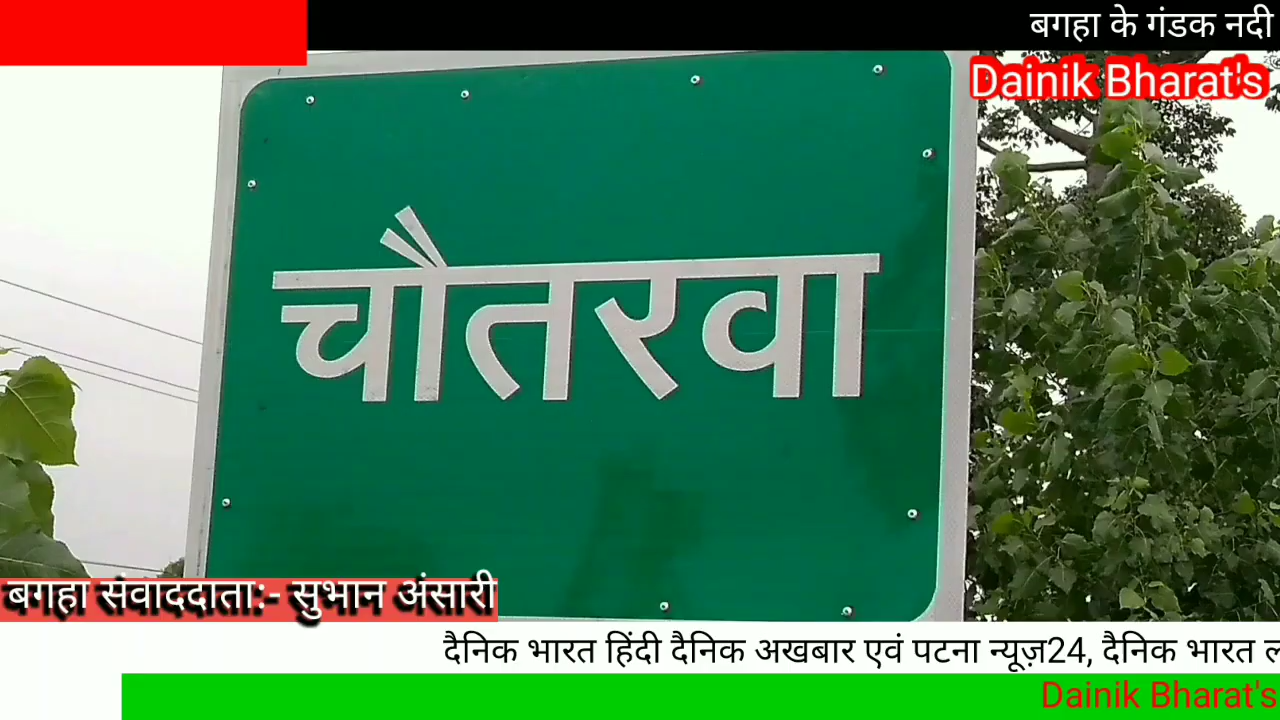 बगहा के गंडक नदी
Dainik Bharat's
चौतरवा
बगहा संवाददाता:- सुभान अंसारी
दैनिक भारत हिंदी दैनिक अखबार एवं पटना न्यूज़24, दैनिक भारत ल
Dainik Bharat's